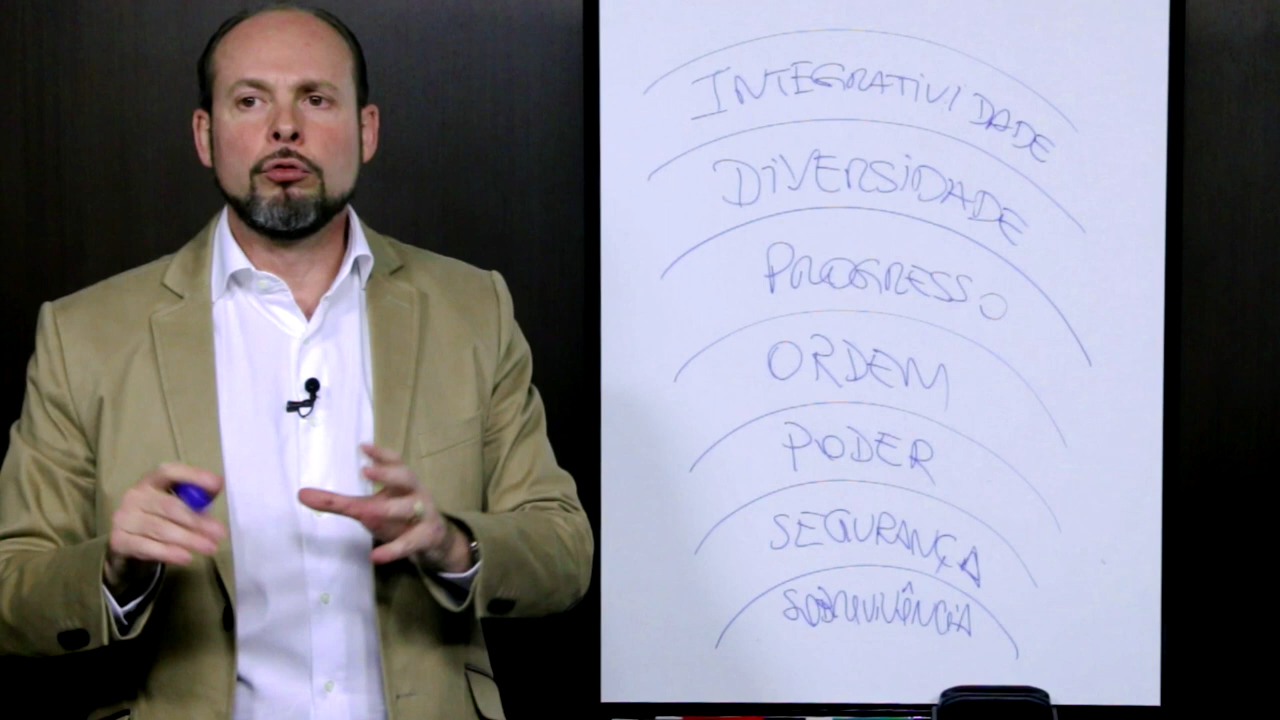 INTEGRATIVIDADE
DIVERSIDADE
PROGRESSO
ORDEM
PODER
SEGURANÇA
SOBREVIVÊNCIA